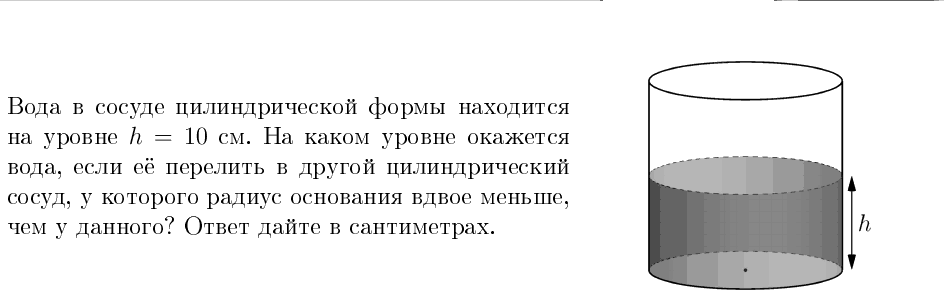 Вода в сосуде цилиндрической формы находится
на уровне h = 10 см. На каком уровне окажется
вода, если её перелить в другой цилиндрический
сосуд, у которого радиус основания вдвое меньше,
чем у данного? Ответ дайте в сантиметрах.
h